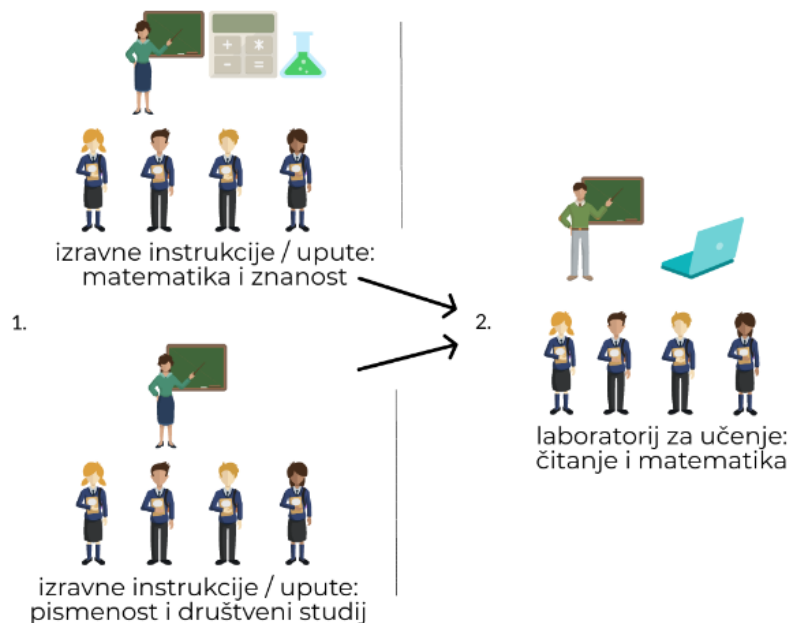 + *
- =
izravne instrukcije / upute:
matematika i znanost
1.
izravne instrukcije / upute:
pismenost i društveni studij
2.
laboratorij za učenje:
čitanje i matematika